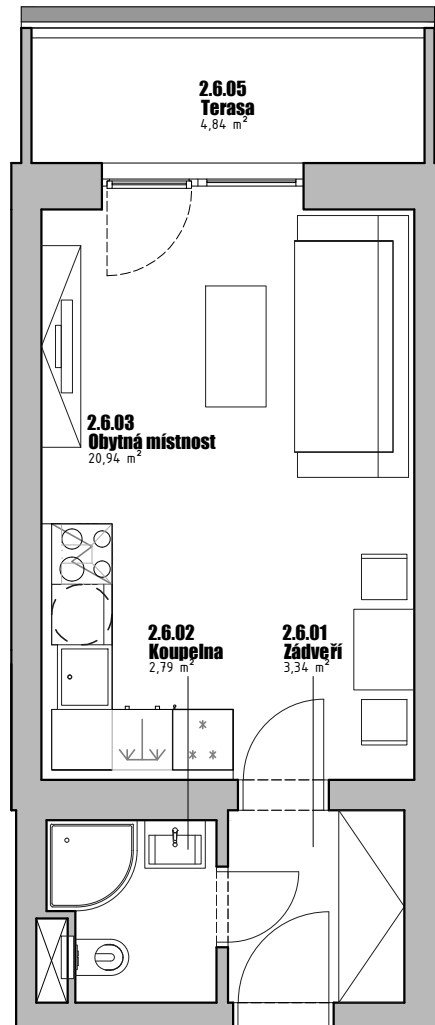 2.6.05
Terasa
4,84 m²
2.6.03
Obytná místnost
20,94 m²
2.6.02
Koupelna
2,79 m²
2.6.01
Zádveří
3,34 m²